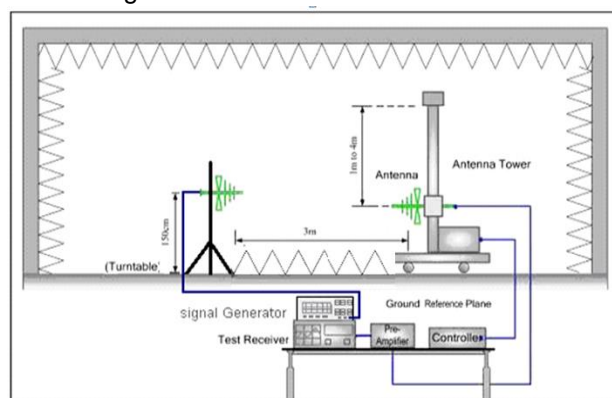 1m to 4m
Antenna Tower
Antenna
150cm
3m
(Turntable)
Ground Reference Plane
signal Generator
Test Receiver
Pre-
Amplifier
Controller